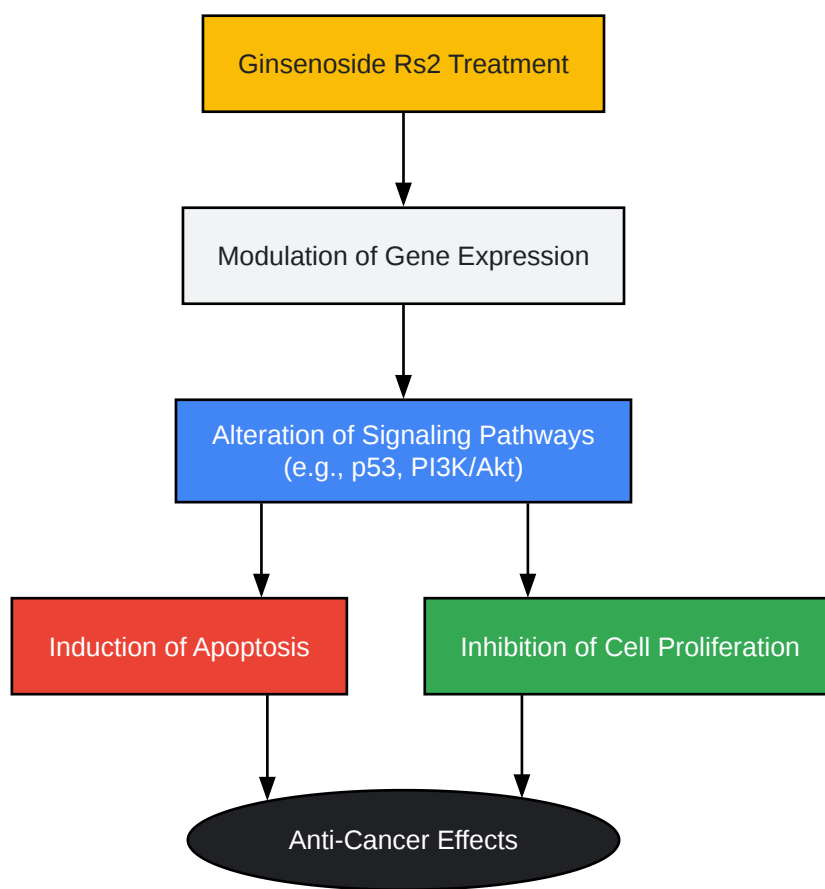 Ginsenoside Rs2 Treatment
Modulation of Gene Expression
Alteration of Signaling Pathways
(e.g., p53, PI3K/Akt)
Induction of Apoptosis
Inhibition of Cell Proliferation
Anti-Cancer Effects